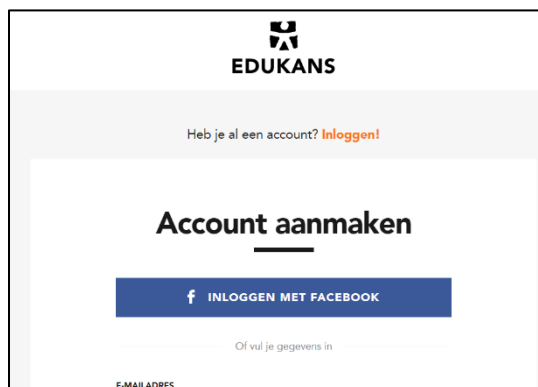 EDUKANS
Heb je al een account? Inloggen!
Account aanmaken
f INLOGGEN MET FACEBOOK
Of vul je gegevens in
E-MAILADRES